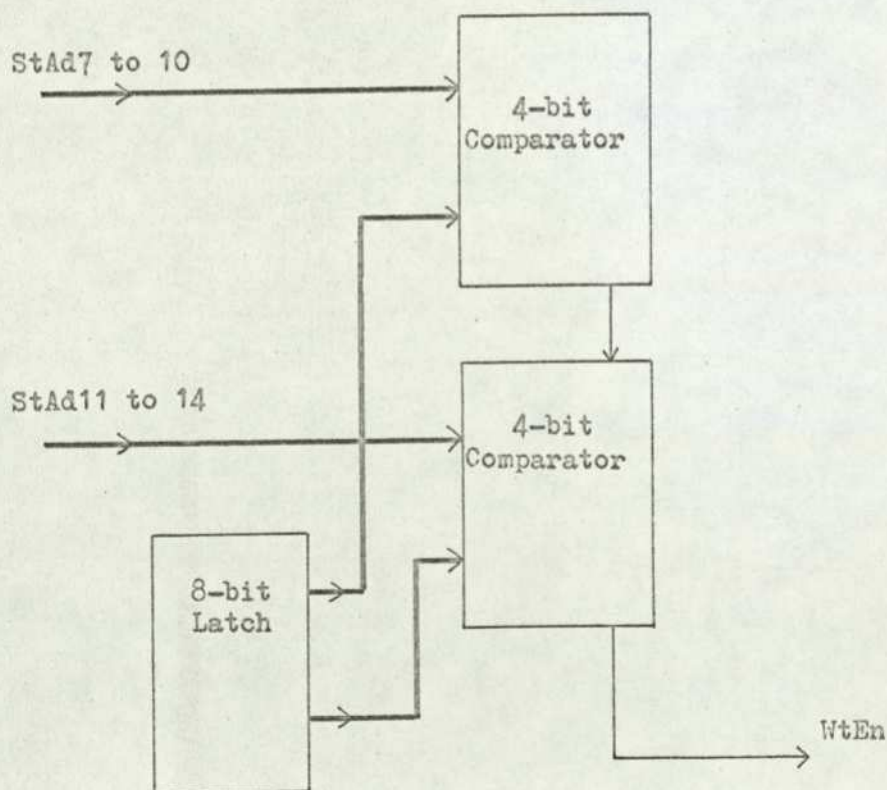 StAd7 to 10
4-bit
Comparator
StAd11 to 14
4-bit
Comparator
8-bit
Latch
WtEn